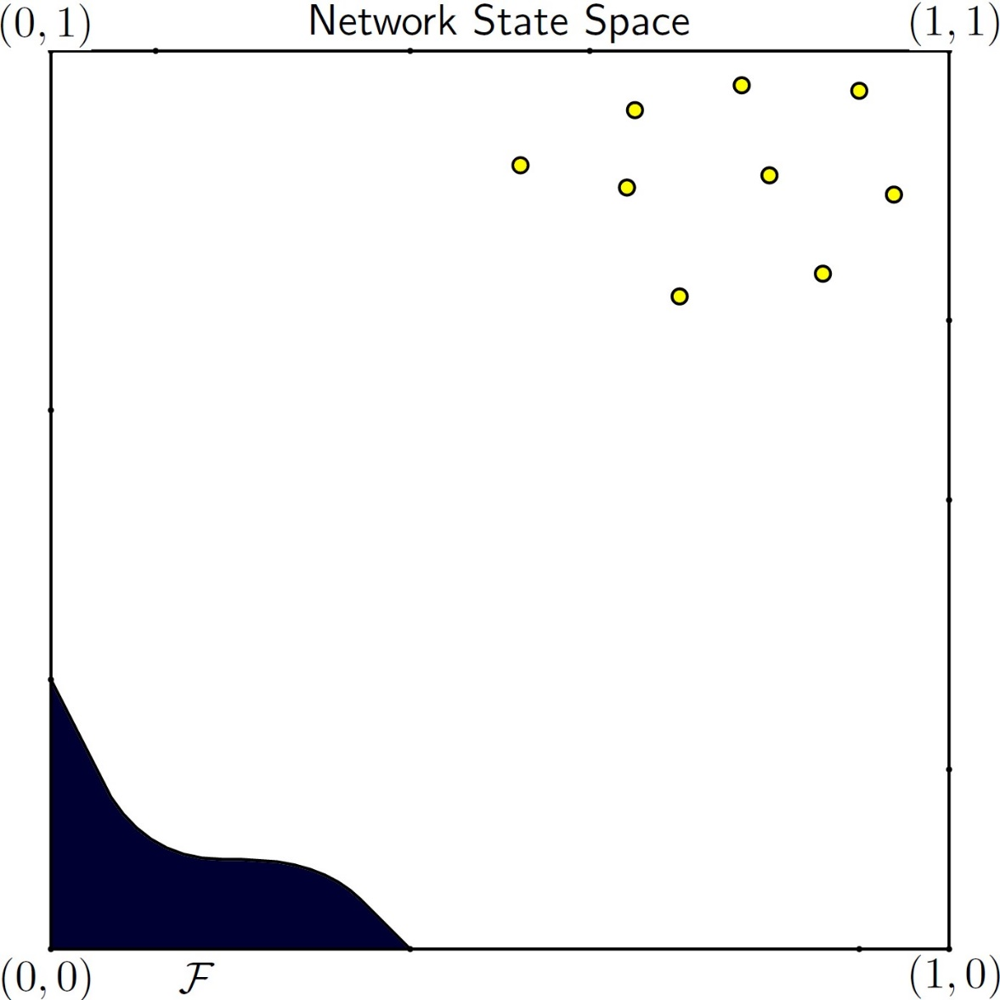 Network State Space
(0, 1)
(1, 1)
(0, 0)
ℱ
(1, 0)